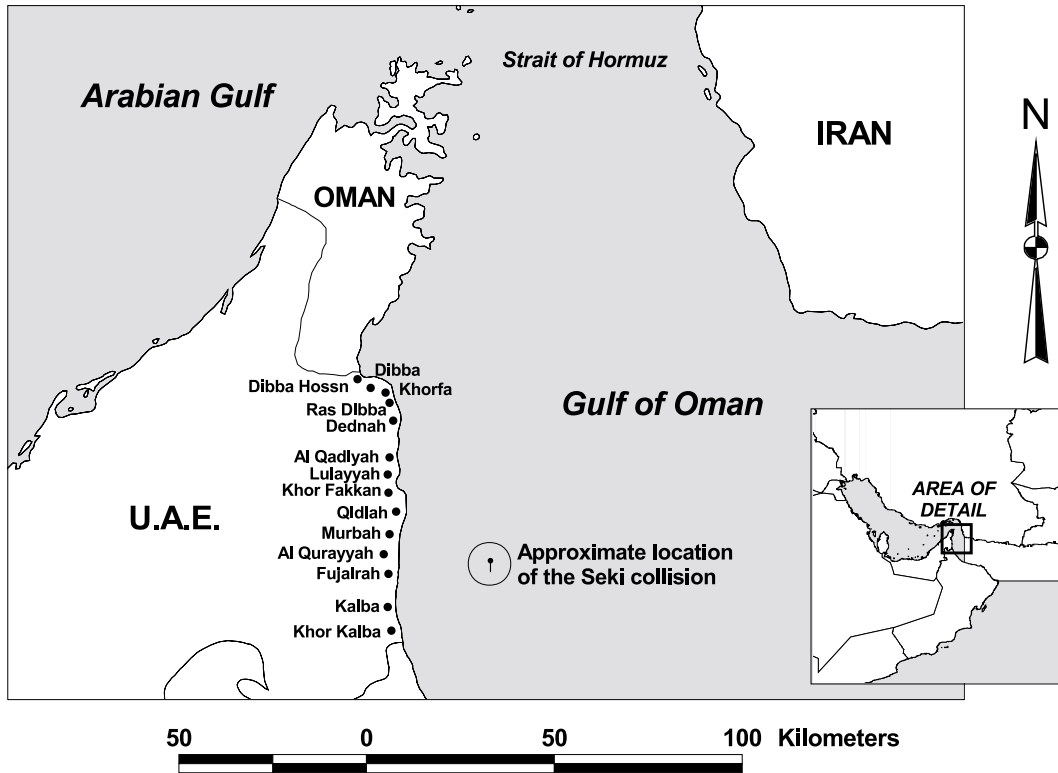 Strait of Hormuz
Arabian Gulf
N
IRAN
OMAN
Dibba
Dibba Hossn
Khorfa
Ras DIbba
Gulf of Oman
Dednah
Al QadIyah
Lulayyah
Khor Fakkan
U.A.E.
QIdIah
Murbah
Al Qurayyah
FujaIrah
Kalba
Khor Kalba
Approximate location
of the Seki collision
AREA OF
DETAIL
50 0 50 100 Kilometers